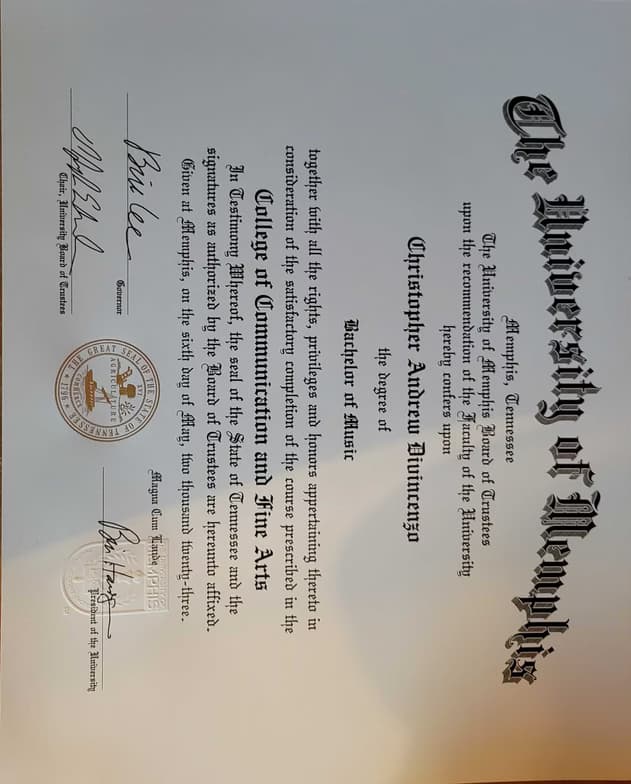 The University of Memphis
Memphis, Tennessee
The University of Memphis Board of Trustees
upon the recommendation of the Faculty of the University
hereby confers upon
Christopher Andrew Divincenzo
the degree of
Bachelor of Music
together with all the rights, privileges and honors appertaining thereto in
consideration of the satisfactory completion of the course prescribed in the
College of Communication and Fine Arts
In Testimony Whereof, the seal of the State of Tennessee and the
signatures as authorized by the Board of Trustees are hereunto affixed.
Given at Memphis, on the sixth day of May, two thousand twenty-three.
Magna Cum Laude
Bill Lee
Governor
Chair, University Board of Trustees
THE GREAT SEAL OF THE STATE OF TENNESSEE
AGRICULTURE
COMMERCE
1796
President of the University